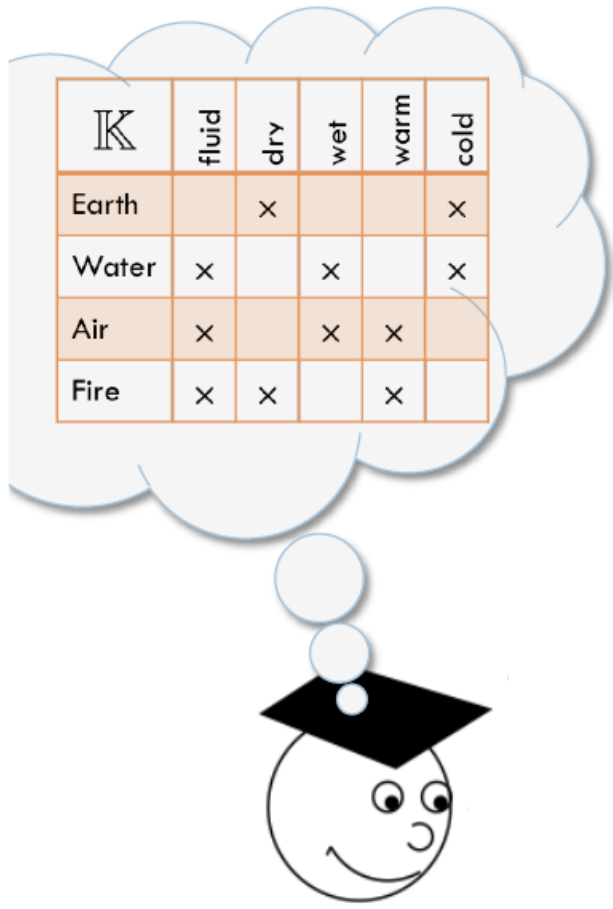 𝕂 fluid dry wet warm cold
Earth × ×
Water × × ×
Air × × ×
Fire × × ×